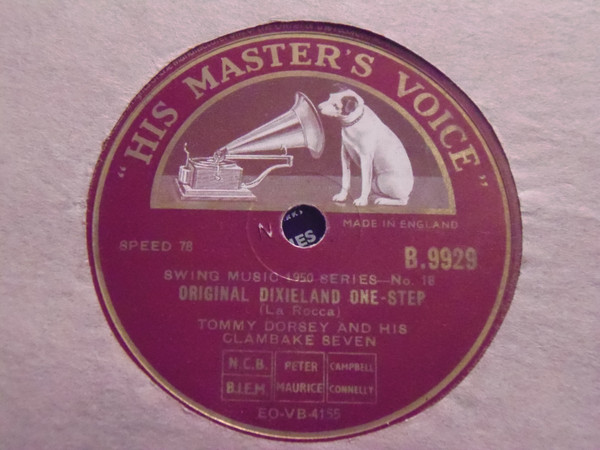 "HIS MASTER'S VOICE"
MADE IN ENGLAND
SPEED 78
B.9929
SWING MUSIC 1950 SERIES—No. 18
ORIGINAL DIXIELAND ONE-STEP
(La Rocca)
TOMMY DORSEY AND HIS
CLAMBAKE SEVEN
N.C.B. PETER CAMPBELL
B.I.E.M. MAURICE CONNELLY
EO-VB-4155